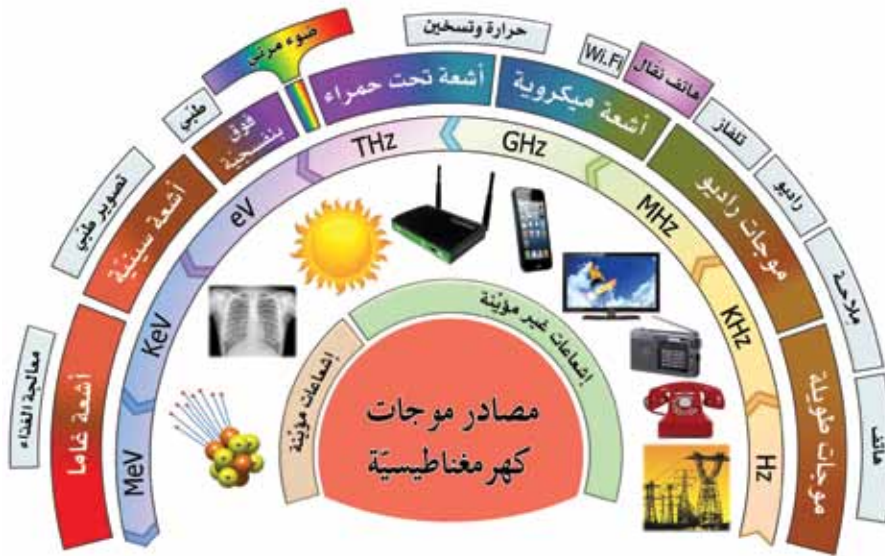 مصادر موجات
كهرمغناطيسيّة
إشعاعات غير مؤيّنة
إشعاعات مؤيّنة
Hz
KHz
MHz
GHz
THz
eV
KeV
MeV
موجات طويلة
موجات راديو
أشعة ميكروية
أشعة تحت حمراء
فوق
بنفسجية
أشعة سينيّة
أشعة غاما
هاتف
ملاحة
راديو
تلفاز
هاتف نقال
Wi.Fi
حرارة وتسخين
ضوء مرئي
طبّي
تصوير طبّي
معالجة الغذاء